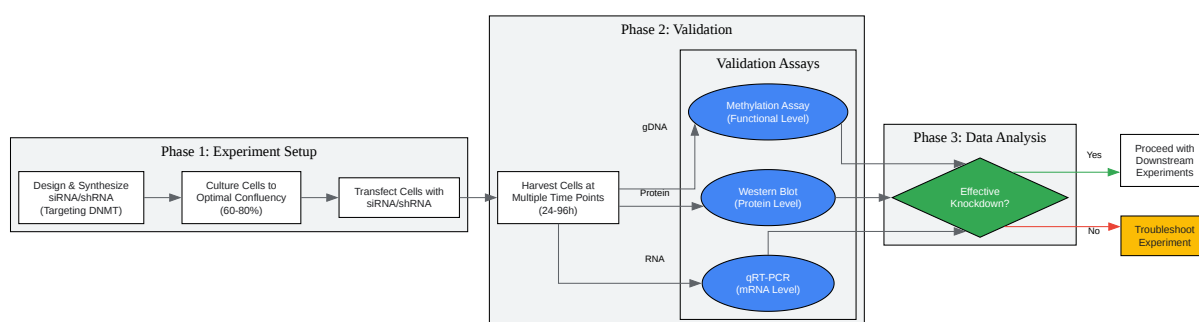 Phase 1: Experiment Setup
Design & Synthesize
siRNA/shRNA
(Targeting DNMT)
Culture Cells to
Optimal Confluency
(60-80%)
Transfect Cells with
siRNA/shRNA
Phase 2: Validation
Harvest Cells at
Multiple Time Points
(24-96h)
gDNA
Protein
RNA
Validation Assays
Methylation Assay
(Functional Level)
Western Blot
(Protein Level)
qRT-PCR
(mRNA Level)
Phase 3: Data Analysis
Effective
Knockdown?
Yes
No
Proceed with
Downstream
Experiments
Troubleshoot
Experiment